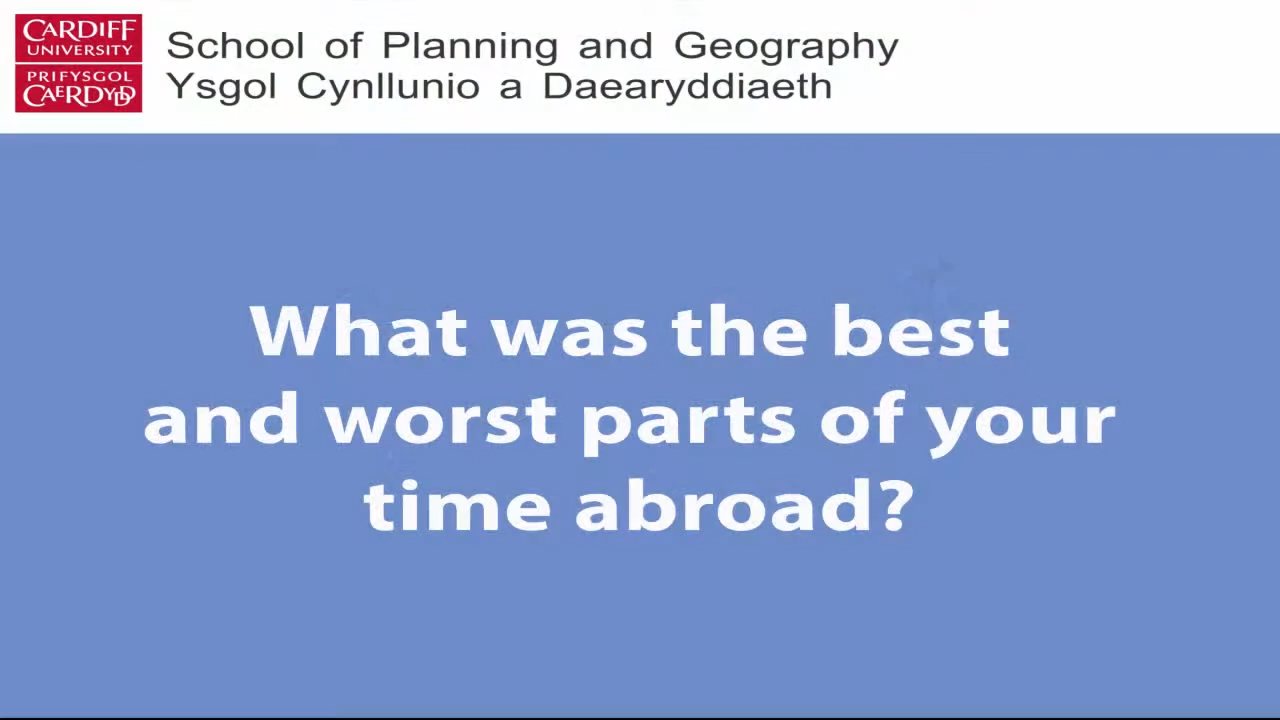 CARDIFF
UNIVERSITY
PRIFYSGOL
CAERDYDD
School of Planning and Geography
Ysgol Cynllunio a Daearyddiaeth
What was the best
and worst parts of your
time abroad?